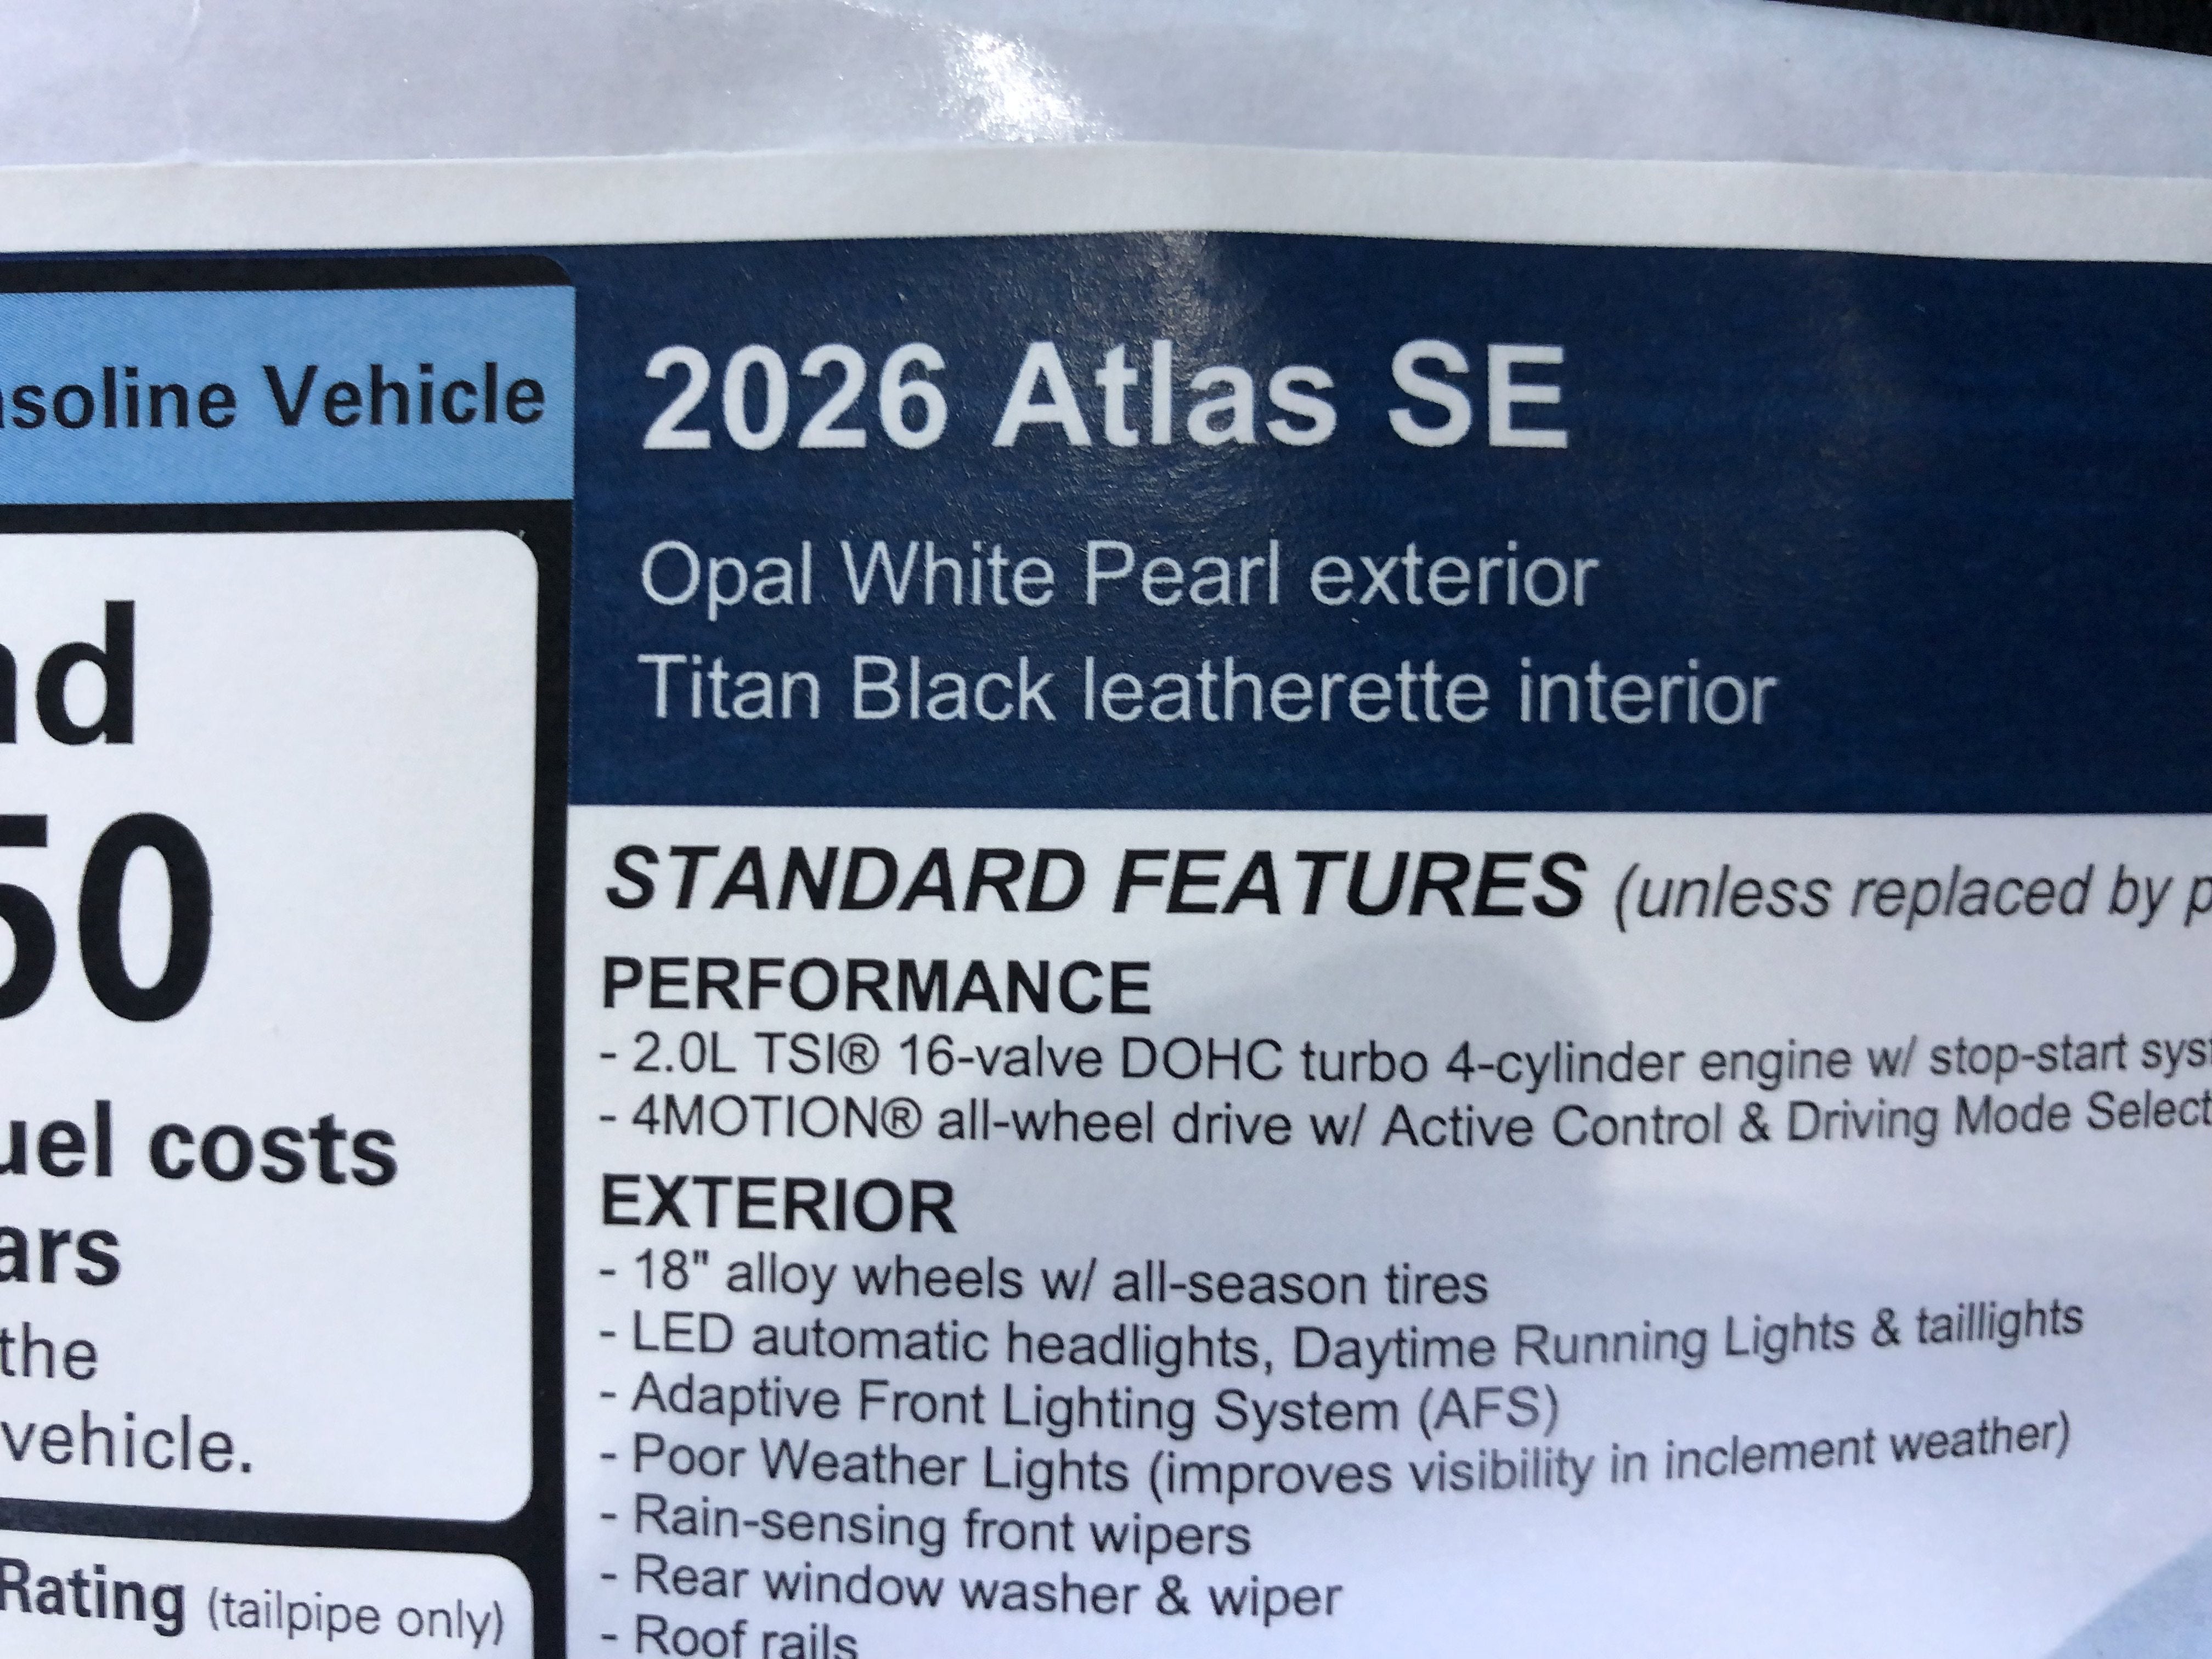 Vehicle
2026 Atlas SE
Opal White Pearl exterior
Titan Black leatherette interior
50
costs
the
vehicle.
Rating (tailpipe only)
STANDARD FEATURES (unless replaced by
PERFORMANCE
- 2.0L TSI® 16-valve DOHC turbo 4-cylinder engine w/ stop-start
- 4MOTION® all-wheel drive w/ Active Control & Driving Mode
EXTERIOR
- 18" alloy wheels w/ all-season tires
- LED automatic headlights, Daytime Running Lights & taillights
- Adaptive Front Lighting System (AFS)
- Poor Weather Lights (improves visibility in inclement weather)
- Rain-sensing front wipers
- Rear window washer & wiper
- Roof rails